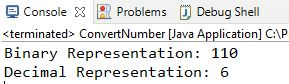 Console Problems Debug Shell
<terminated> ConvertNumber [Java Application] C:\P
Binary Representation: 110
Decimal Representation: 6